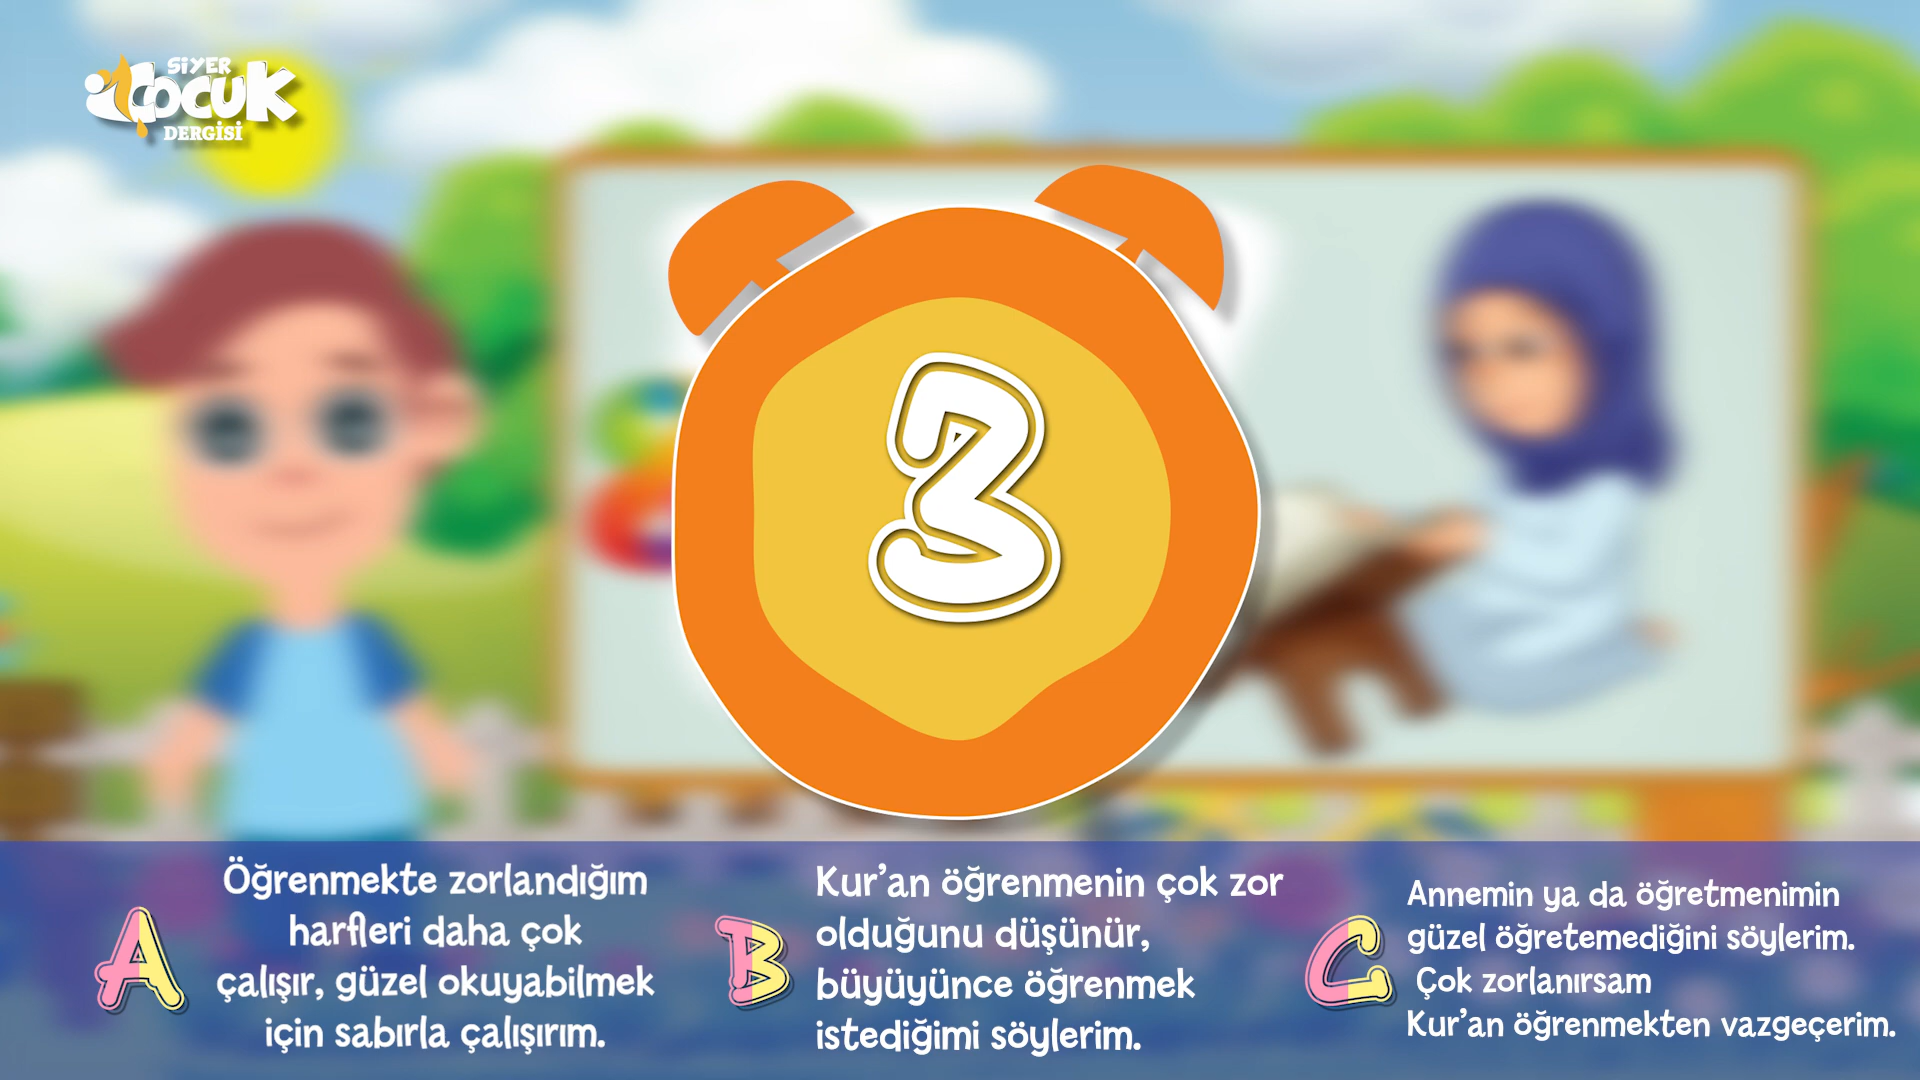 SİYER
ÇOCUK
DERGİSİ
3
A
Öğrenmekte zorlandığım
harfleri daha çok
çalışır, güzel okuyabilmek
için sabırla çalışırım.
B
Kur'an öğrenmenin çok zor
olduğunu düşünür,
büyüyünce öğrenmek
istediğimi söylerim.
C
Annemin ya da öğretmenimin
güzel öğretemediğini söylerim.
Çok zorlanırsam
Kur'an öğrenmekten vazgeçerim.